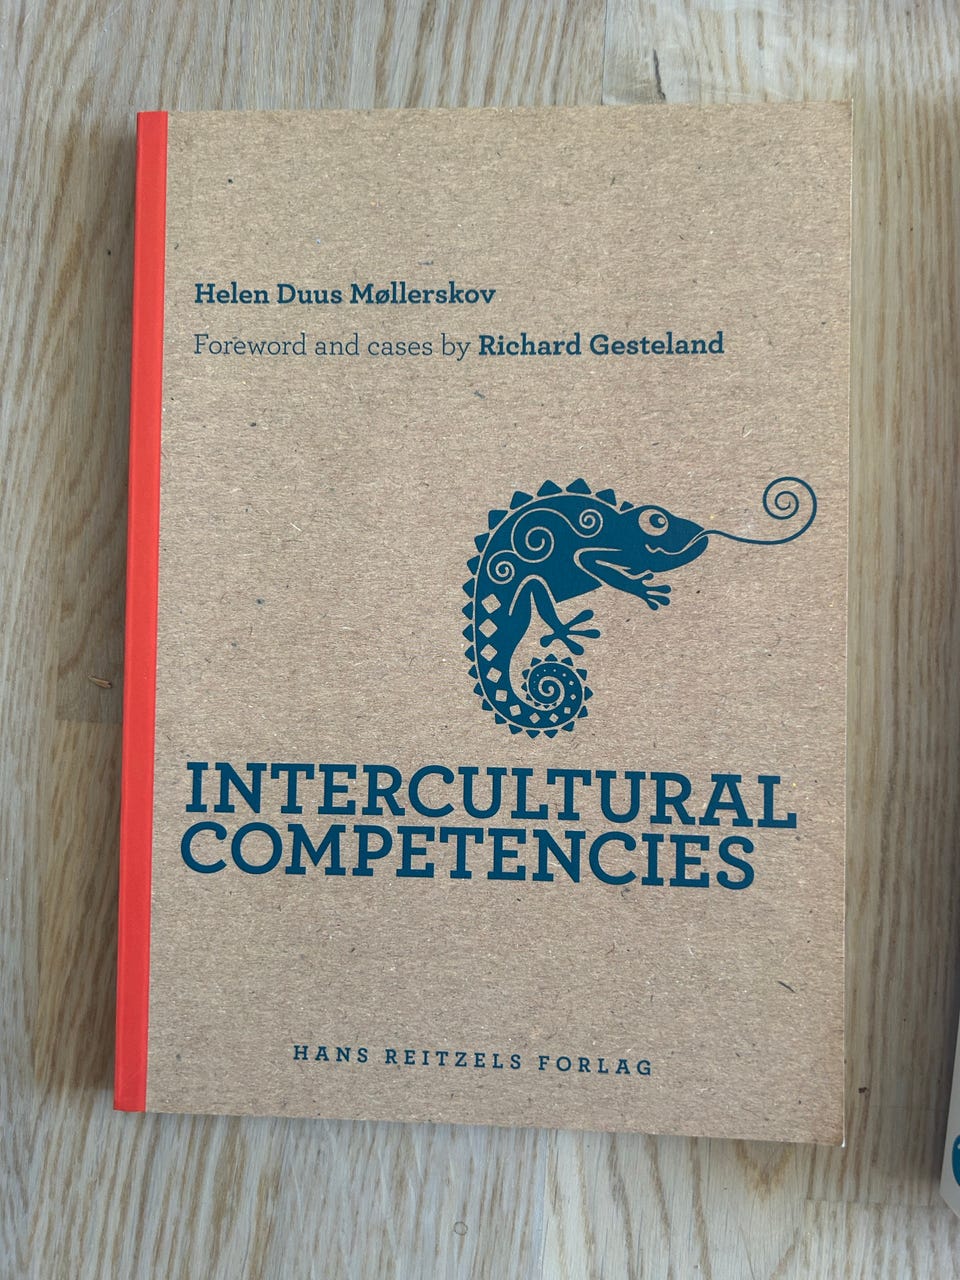 Helen Duus Møllerskov
Foreword and cases by Richard Gesteland
INTERCULTURAL
COMPETENCIES
HANS REITZELS FORLAG